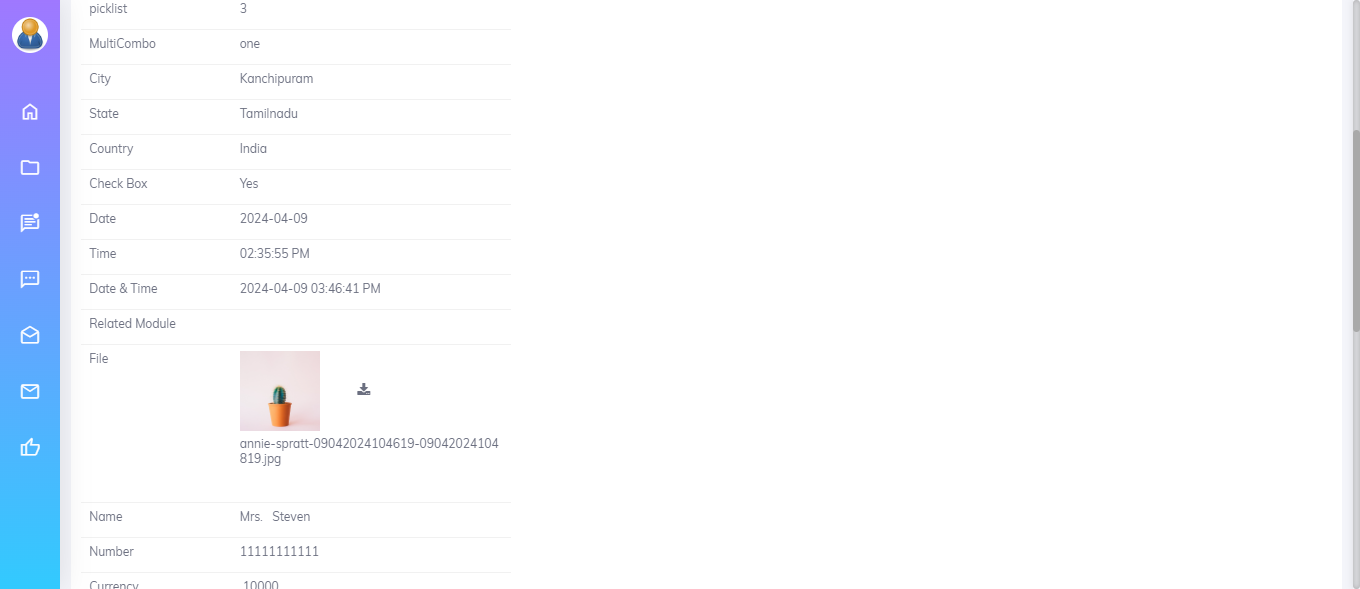 picklist 3
MultiCombo one
City Kanchipuram
State Tamilnadu
Country India
Check Box Yes
Date 2024-04-09
Time 02:35:55 PM
Date & Time 2024-04-09 03:46:41 PM
Related Module
File
annie-spratt-09042024104619-09042024104
819.jpg
Name Mrs. Steven
Number 11111111111
Currency 10000